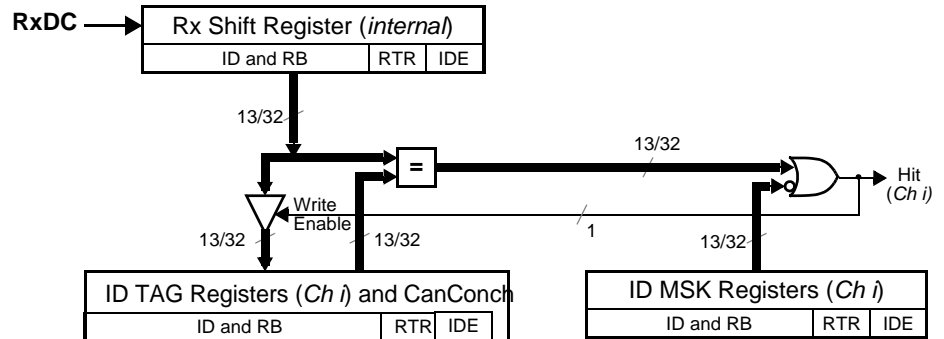 RxDC
Rx Shift Register (internal)
ID and RB RTR IDE
13/32
13/32
=
Hit
(Ch i)
Write
Enable
1
13/32
13/32
13/32
ID TAG Registers (Ch i) and CanConch
ID and RB RTR IDE
ID MSK Registers (Ch i)
ID and RB RTR IDE